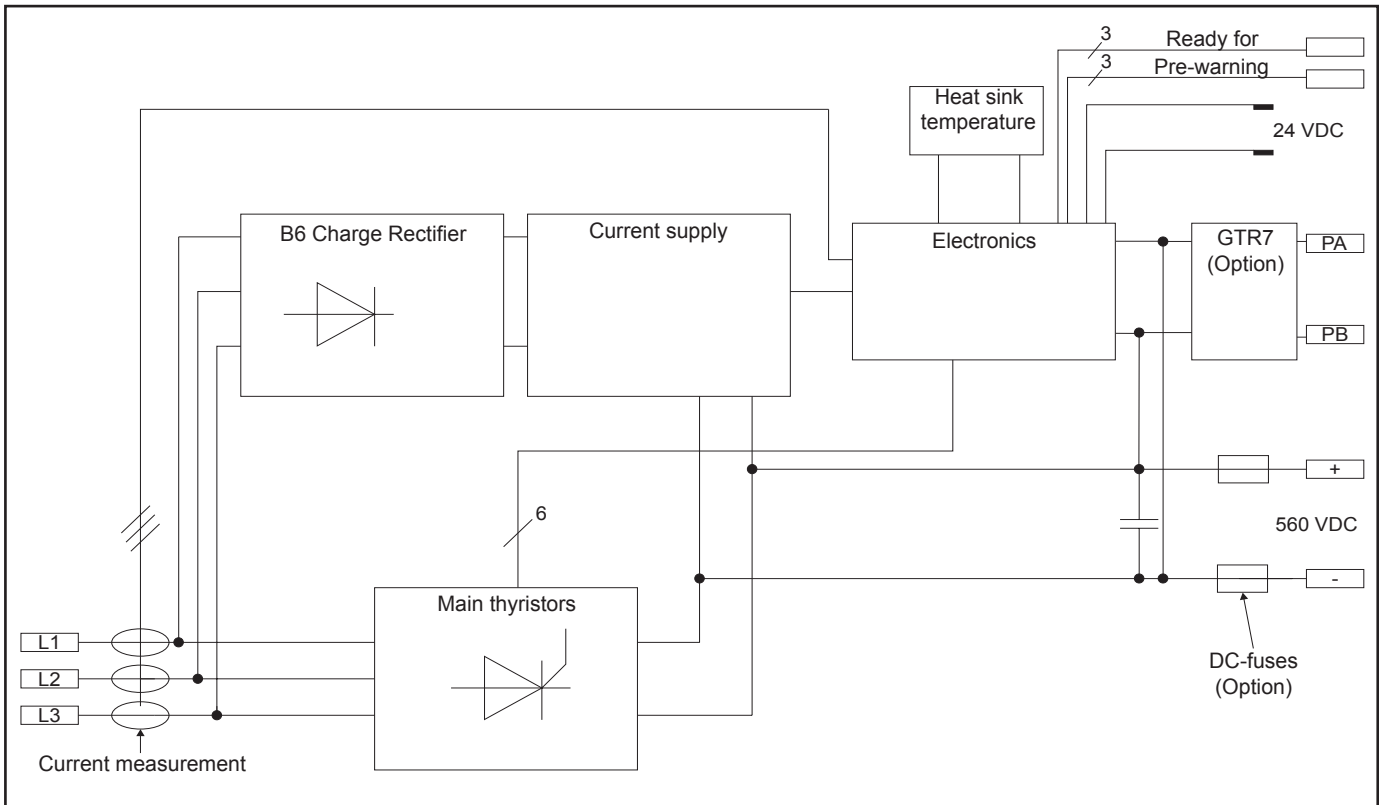 3
Ready for
3
Pre-warning
Heat sink
temperature
24 VDC
B6 Charge Rectifier
Current supply
Electronics
GTR7
(Option)
PA
PB
+
6
560 VDC
-
Main thyristors
L1
L2
L3
DC-fuses
(Option)
Current measurement